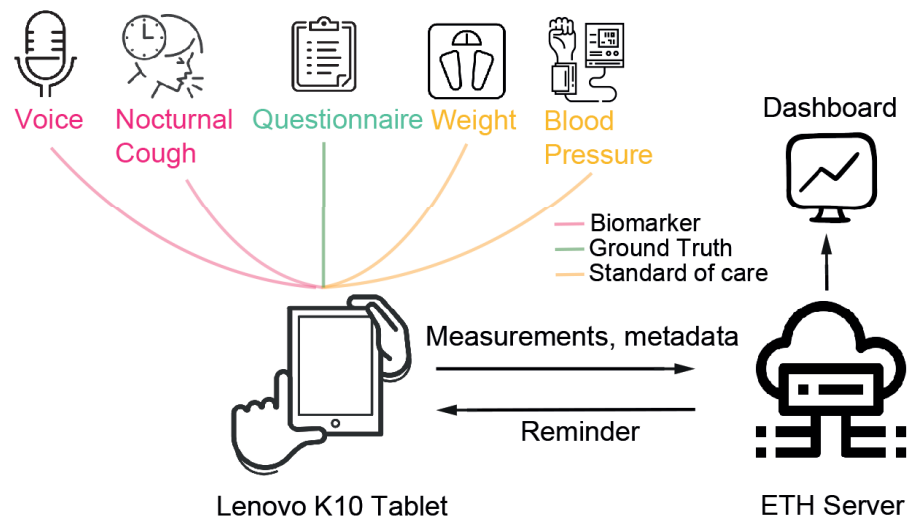 Voice
Nocturnal
Cough
Questionnaire
Weight
Blood
Pressure
Dashboard
Biomarker
Ground Truth
Standard of care
Measurements, metadata
Reminder
Lenovo K10 Tablet
ETH Server